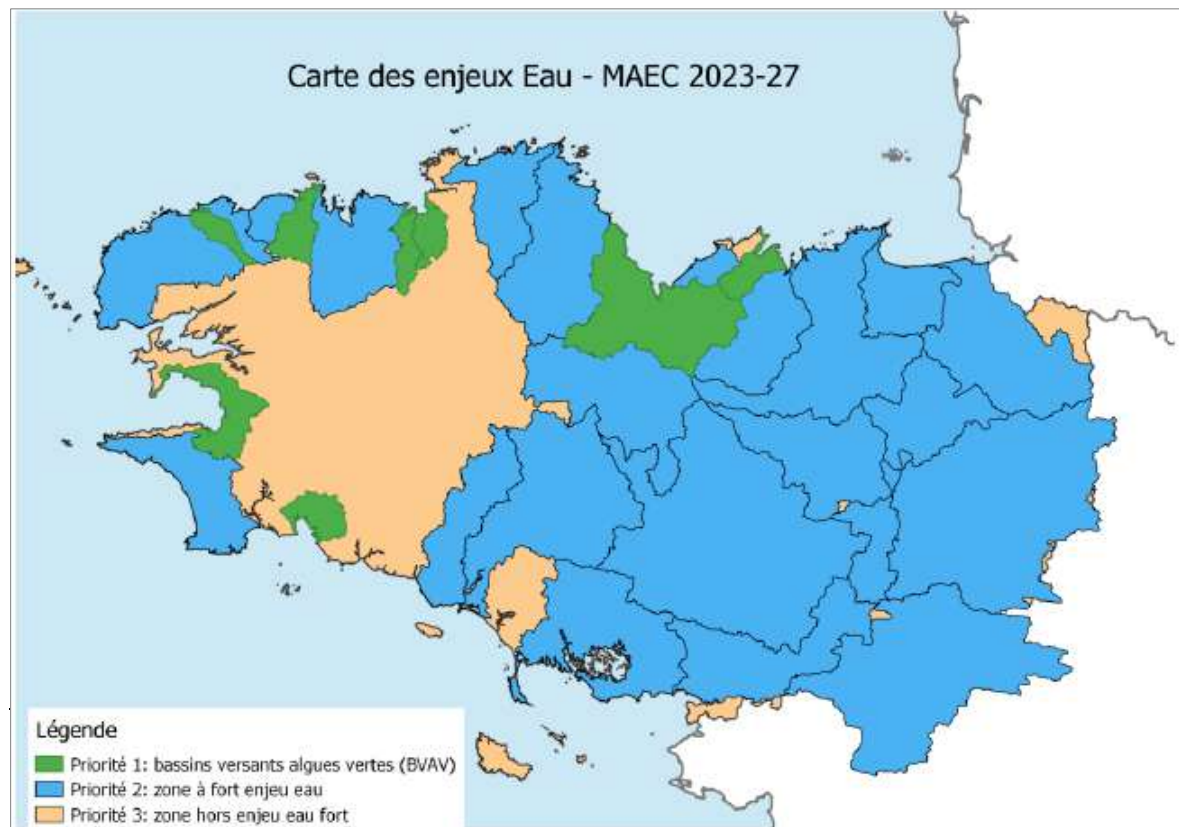 Carte des enjeux Eau - MAEC 2023-27
Légende
Priorité 1: bassins versants algues vertes (BVAV)
Priorité 2: zone à fort enjeu eau
Priorité 3: zone hors enjeu eau fort